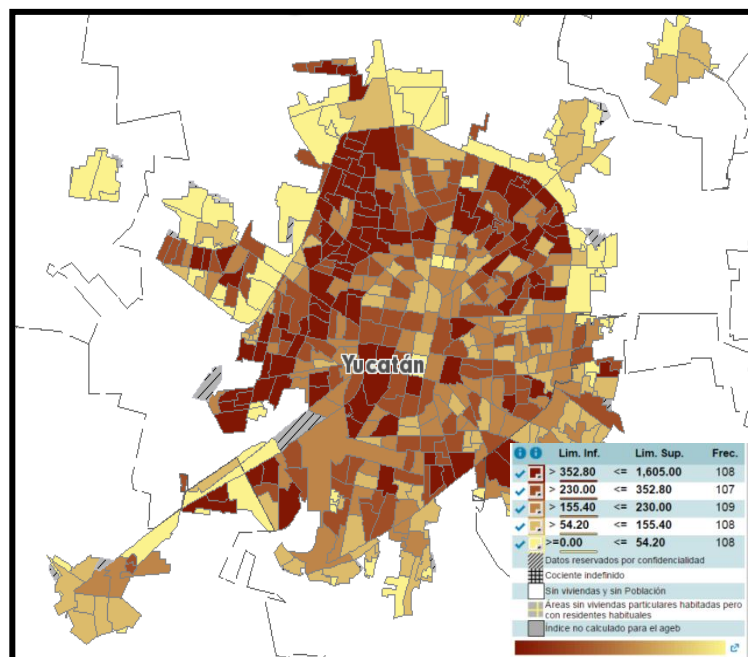 Yucatán
Lim. Inf. Lim. Sup. Frec.
> 352.80 <= 1,605.00 108
> 230.00 <= 352.80 107
> 155.40 <= 230.00 109
> 54.20 <= 155.40 108
>=0.00 <= 54.20 108
Datos reservados por confidencialidad
Cociente indefinido
Sin viviendas y sin Población
Áreas sin viviendas particulares habitadas pero
con residentes habituales
Índice no calculado para el ageb